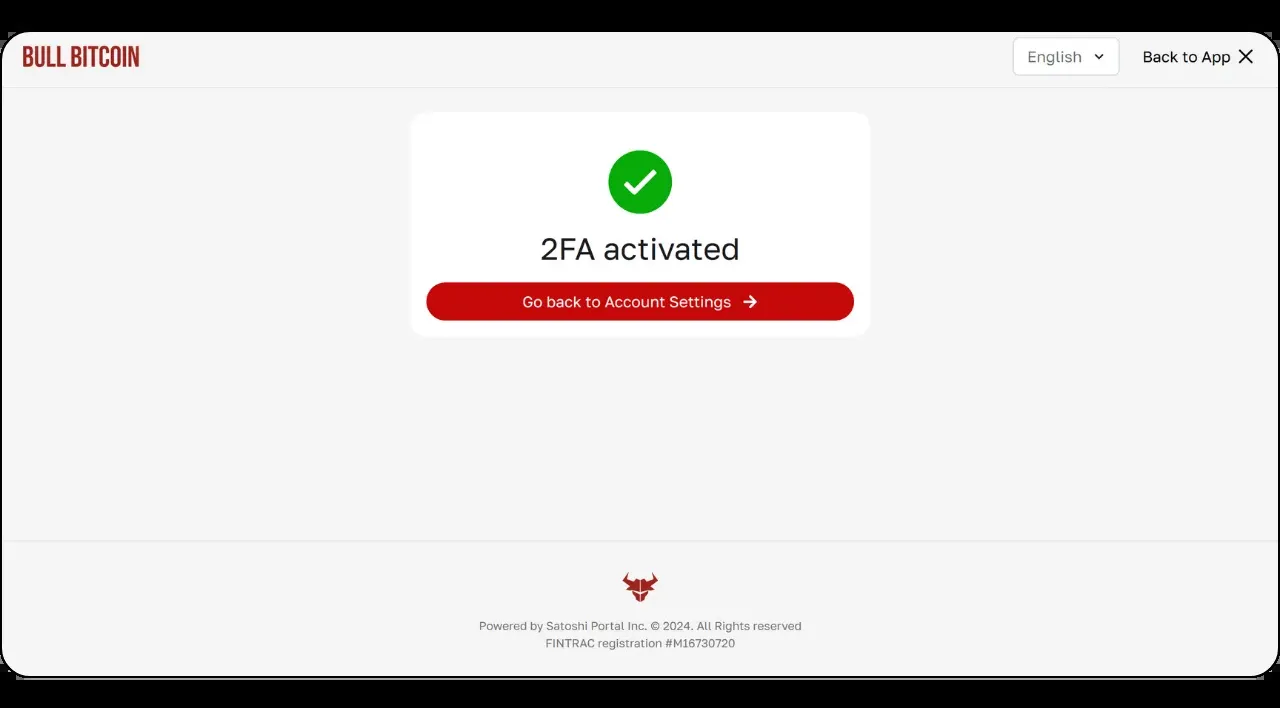 BULL BITCOIN
English
Back to App
2FA activated
Go back to Account Settings
Powered by Satoshi Portal Inc. © 2024. All Rights reserved
FINTRAC registration #M16730720